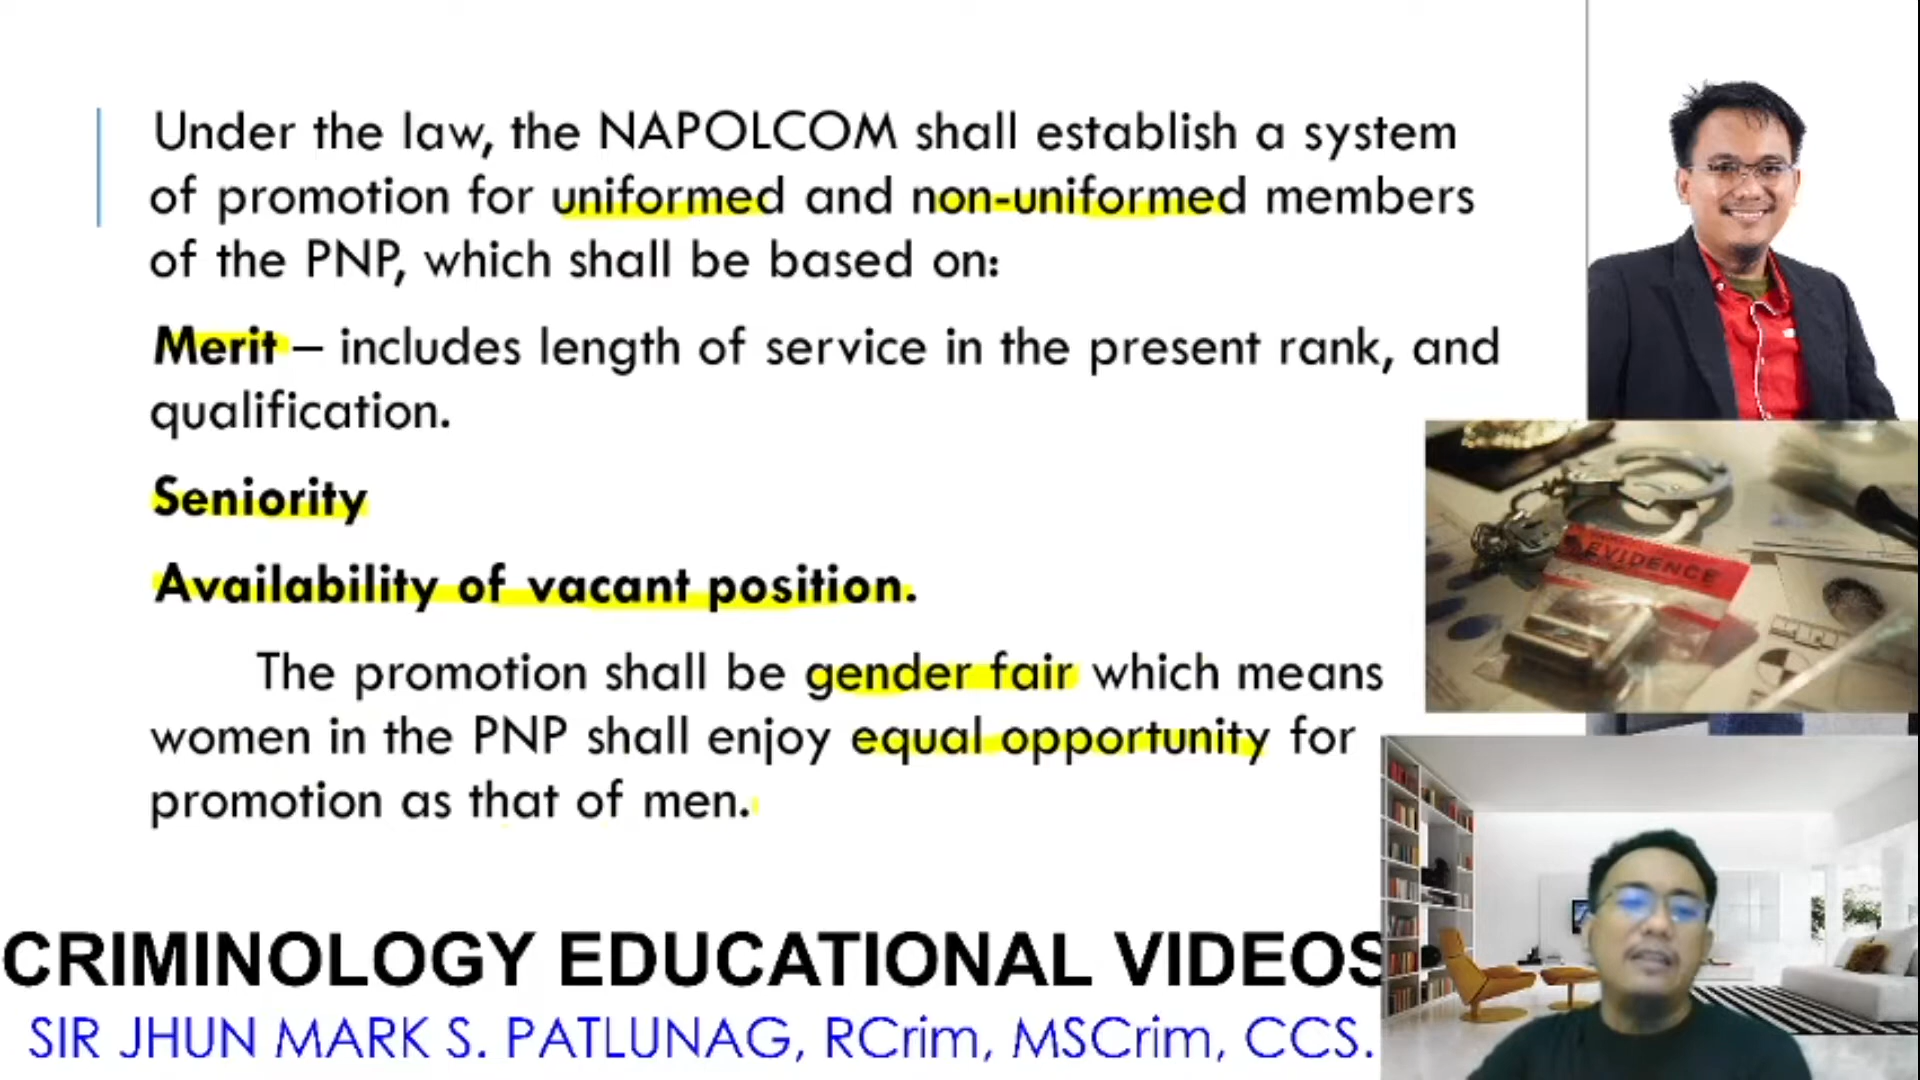 Under the law, the NAPOLCOM shall establish a system
of promotion for uniformed and non-uniformed members
of the PNP, which shall be based on:
Merit – includes length of service in the present rank, and
qualification.
Seniority
Availability of vacant position.
The promotion shall be gender fair which means
women in the PNP shall enjoy equal opportunity for
promotion as that of men.
EVIDENCE
CRIMINOLOGY EDUCATIONAL VIDEOS
SIR JHUN MARK S. PATLUNAG, RCrim, MSCrim, CCS.